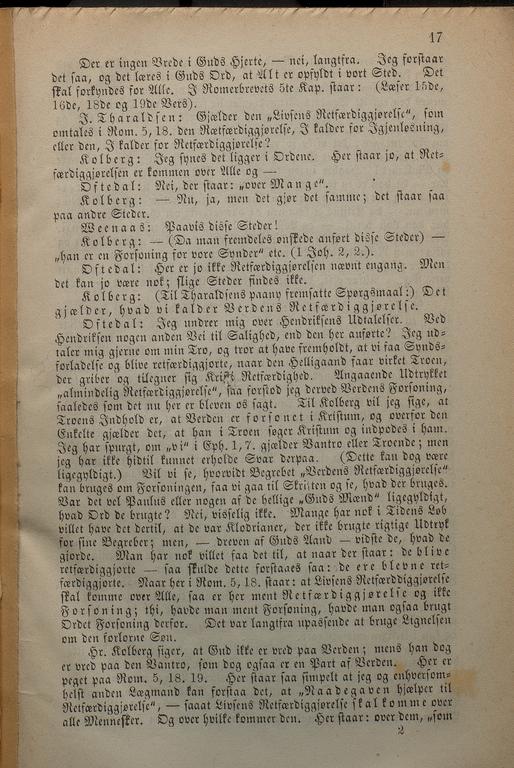 17
Der er ingen Vrede i Guds Hjerte, — nei, langtfra. Jeg forstaar
det saa, og det læres i Guds Ord, at Alt er opfyldt i vort Sted. Det
skal forkyndes for Alle. I Romerbrevets 5te Kap. staar: (Læser 15de,
16de, 18de og 19de Vers).
J. Tharaldsen: Gjælder den „Livsens Retfærdiggjørelse“, som
omtales i Rom. 5, 18. den Rætfærdiggjørelse, I kalder for Igjenløsning,
eller den, I kalder for Retfærdiggjørelse?
Kolberg: Jeg synes det ligger i Ordene. Her staar jo, at Ret-
færdiggjørelsen er kommen over Alle og —
Oftedal: Nei, der staar: „over Mange“.
Kolberg: — Nu, ja, men det gjør det samme; det staar saa
paa andre Steder.
Weenaas: Paavis disse Steder!
Kolberg: — (Da man fremdeles ønskede anført disse Steder) —
„han er en Forsoning for vore Synder“ etc. (1 Joh. 2, 2.).
Oftedal: Her er jo ikke Retfærdiggjørelsen nævnt engang. Men
det kan jo være nok; slige Steder findes ikke.
Kolberg: (Til Tharaldsens paany fremsatte Spørgsmaal:) Det
gjælder, hvad vi kalder Verdens Retfærdiggjørelse.
Oftedal: Jeg undrer mig over Hendriksens Udtalelser. Ved
Hendriksen nogen anden Vei til Salighed, end den her anførte? Jeg ud-
taler mig gjerne om min Tro, og tror at have fremholdt, at vi faa Synds-
forladelse og blive retfærdiggjorte, naar den Helligaand faar virket Troen,
der griber og tilegner sig Kristi Retfærdighed. Angaaende Udtrykket
„almindelig Retfærdiggjørelse“, saa forstod jeg derved Verdens Forsoning,
saaledes som det nu her er bleven os sagt. Til Kolberg vil jeg sige, at
Troens Indhold er, at Verden er forsonet i Kristum, og overfor den
Enkelte gjælder det, at han i Troen søger Kristum og indpodes i ham.
Jeg har spurgt, om „vi“ i Eph. 1, 7. gjælder Vantro eller Troende; men
jeg har ikke hidtil kunnet erholde Svar derpaa. (Dette kan dog være
ligegyldigt.) Vil vi se, hvorvidt Begrebet „Verdens Retfærdiggjørelse“
kan bruges om Forsoningen, saa vi gaa til Skriften og se, hvad der bruges.
Var det vel Paulus eller nogen af de hellige „Guds Mænd“ ligegyldigt,
hvad Ord de brugte? Nei, visselig ikke. Mange har nok i Tidens Løb
villet have det dertil, at de var Klodrianer, der ikke brugte rigtige Udtryk
for sine Begreber; men, — dreven af Guds Aand — vidste de, hvad de
gjorde. Man har nok villet faa det til, at naar der staar: de blive
retfærdiggjorte — saa skulde dette forstaaes saa: de ere blevne ret-
færdiggjorte. Naar her i Rom. 5, 18. staar: at Livsens Retfærddiggjørelse
skal komme over Alle, saa er her ment Retfærdiggjørelse og ikke
Forsoning; thi, havde man ment Forsoning, havde man ogsaa brugt
Ordet Forsoning derfor. Det var langtfra upassende at bruge Lignelsen
om den forlorne Søn.
Hr. Kolberg siger, at Gud ikke er vred paa Verden; mens han dog
er vred paa den Vantro, som dog ogsaa er en Part af Verden. Her er
peget paa Rom. 5, 18. 19. Her staar saa simpelt at jeg og enhversom-
helst anden Lægmand kan forstaa det, at „Naadegaven hjælper til
Retfærdiggjørelse“, — saaat Livsens Retfærdiggjørelse skal komme over
alle Mennesker. Og over hvilke kommer den. Her staar: over dem, „som
2